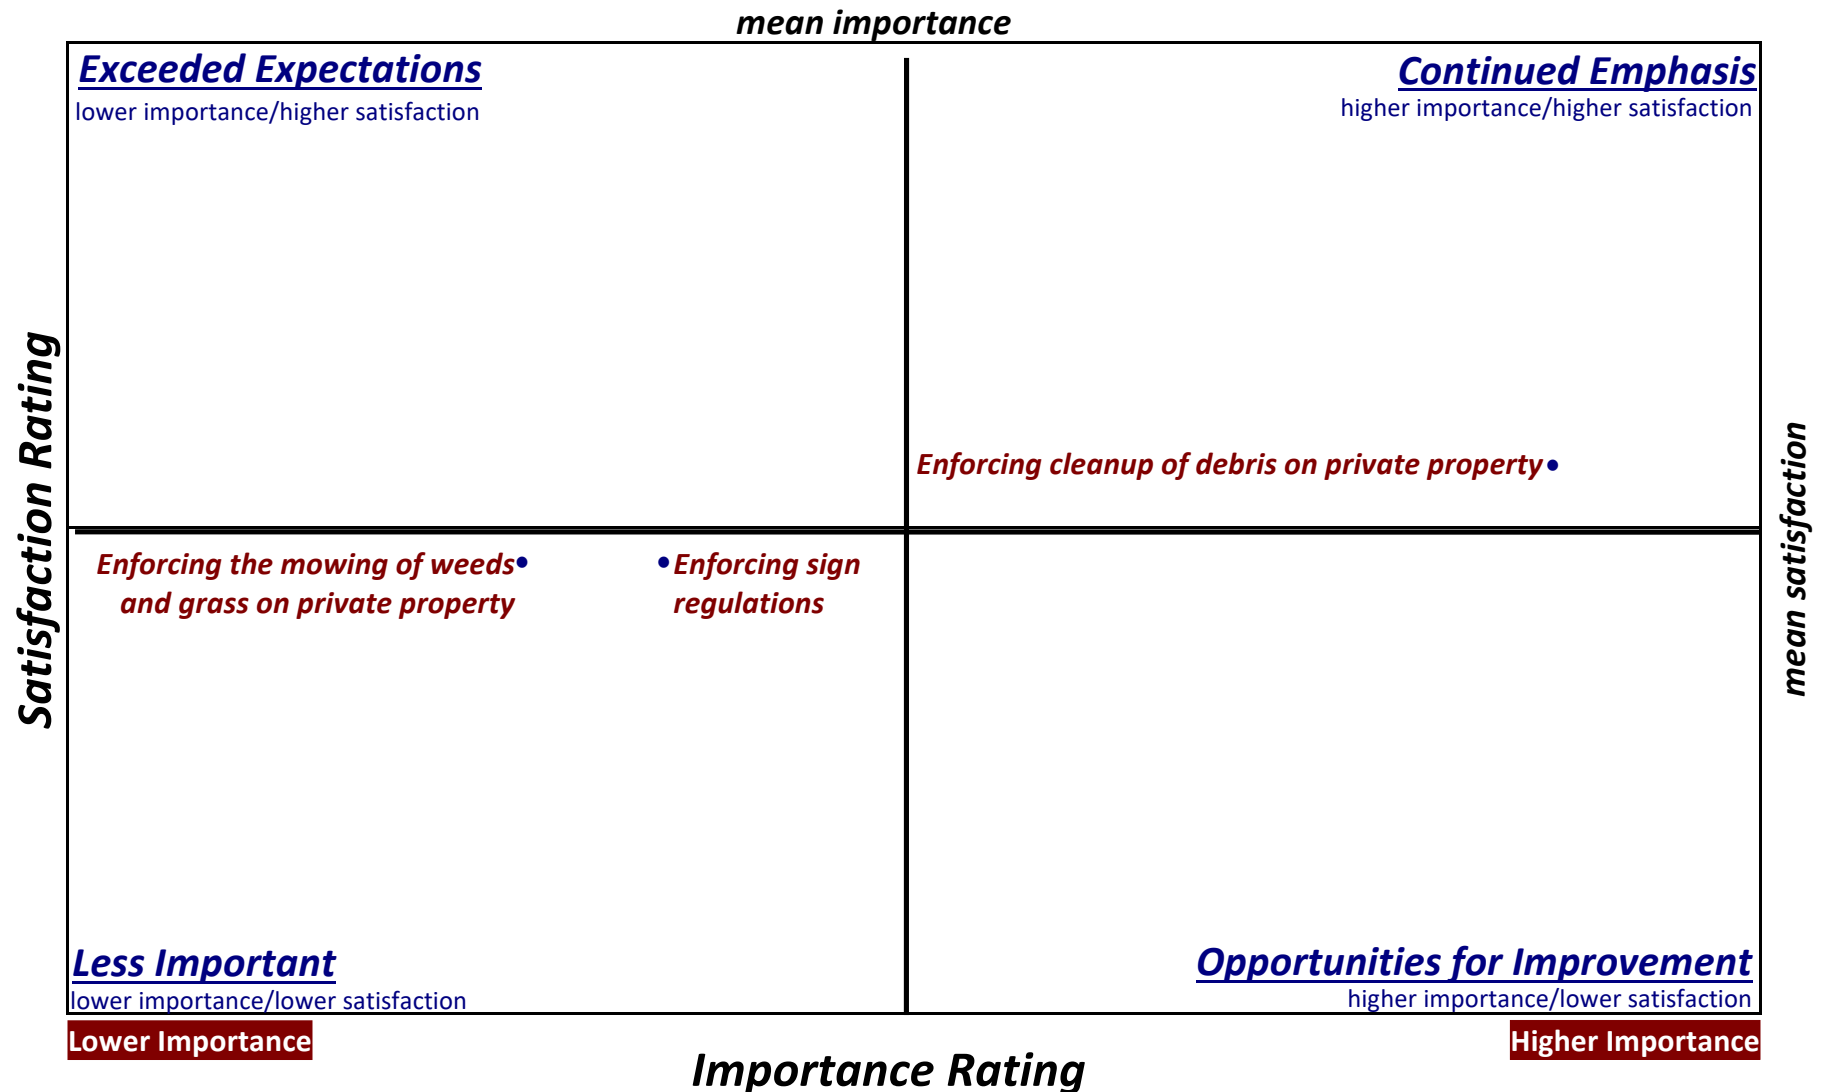 mean importance
Exceeded Expectations
lower importance/higher satisfaction
Continued Emphasis
higher importance/higher satisfaction
Satisfaction Rating
mean satisfaction
Enforcing cleanup of debris on private property
Enforcing the mowing of weeds
and grass on private property
Enforcing sign
regulations
Less Important
lower importance/lower satisfaction
Opportunities for Improvement
higher importance/lower satisfaction
Lower Importance
Importance Rating
Higher Importance